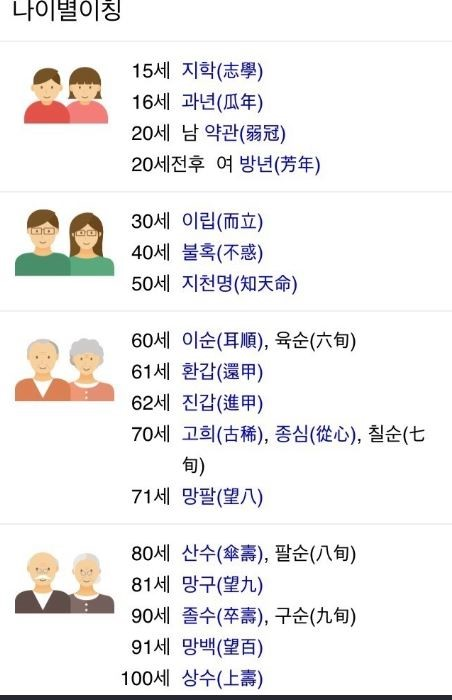 나이별이칭
15세 지학(志學)
16세 과년(瓜年)
20세 남 약관(弱冠)
20세전후 여 방년(芳年)
30세 이립(而立)
40세 불혹(不惑)
50세 지천명(知天命)
60세 이순(耳順), 육순(六旬)
61세 환갑(還甲)
62세 진갑(進甲)
70세 고희(古稀), 종심(從心), 칠순(七
旬)
71세 망팔(望八)
80세 산수(傘壽), 팔순(八旬)
81세 망구(望九)
90세 졸수(卒壽), 구순(九旬)
91세 망백(望百)
100세 상수(上壽)